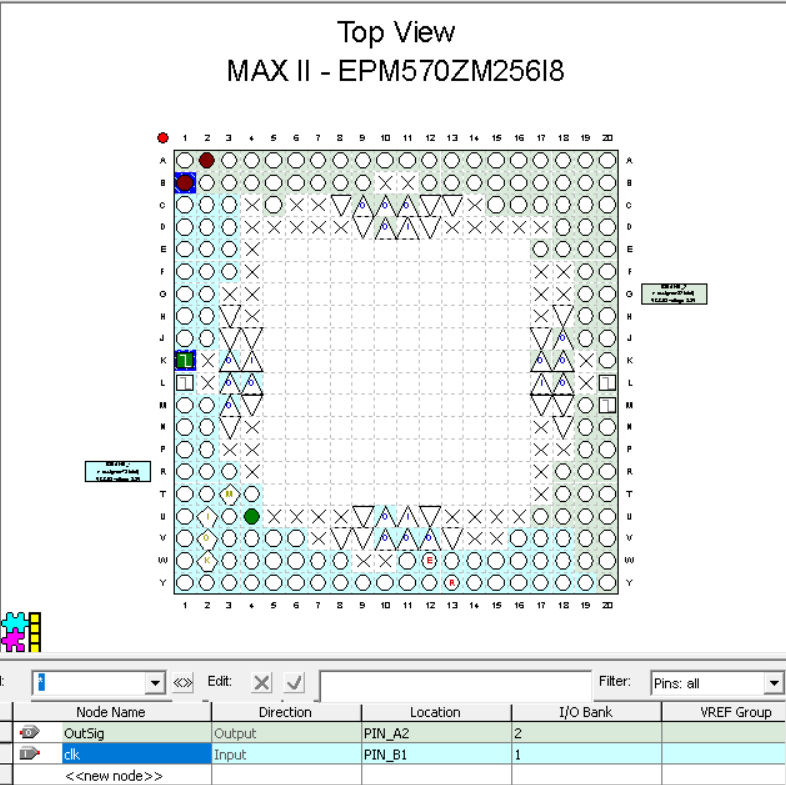 Top View
MAX II - EPM570ZM256I8
1 2 3 4 5 6 7 8 9 10 11 12 13 14 15 16 17 18 19 20
A A
B B
C O O O C
D O I D
E E
F F
G G
H H
J O J
K O I O O K
L O O I O L
M O M
N N
P P
R R
T M T
U I O I U
V O O O O V
W K E W
Y R Y
1 2 3 4 5 6 7 8 9 10 11 12 13 14 15 16 17 18 19 20
* Edit: Filter: Pins: all
Node Name Direction Location I/O Bank VREF Group
OutSig Output PIN_A2 2
clk Input PIN_B1 1
<<new node>>